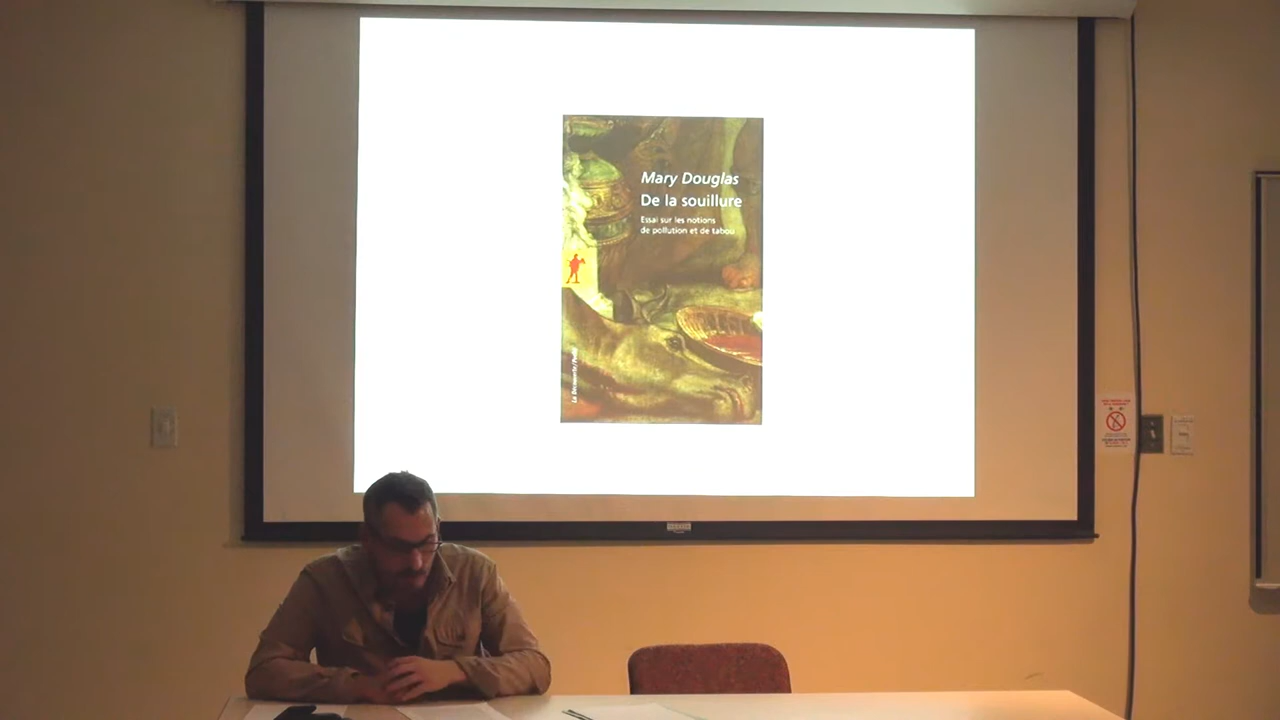 Mary Douglas
De la souillure
Essai sur les notions
de pollution et de tabou
La Découverte/Poche